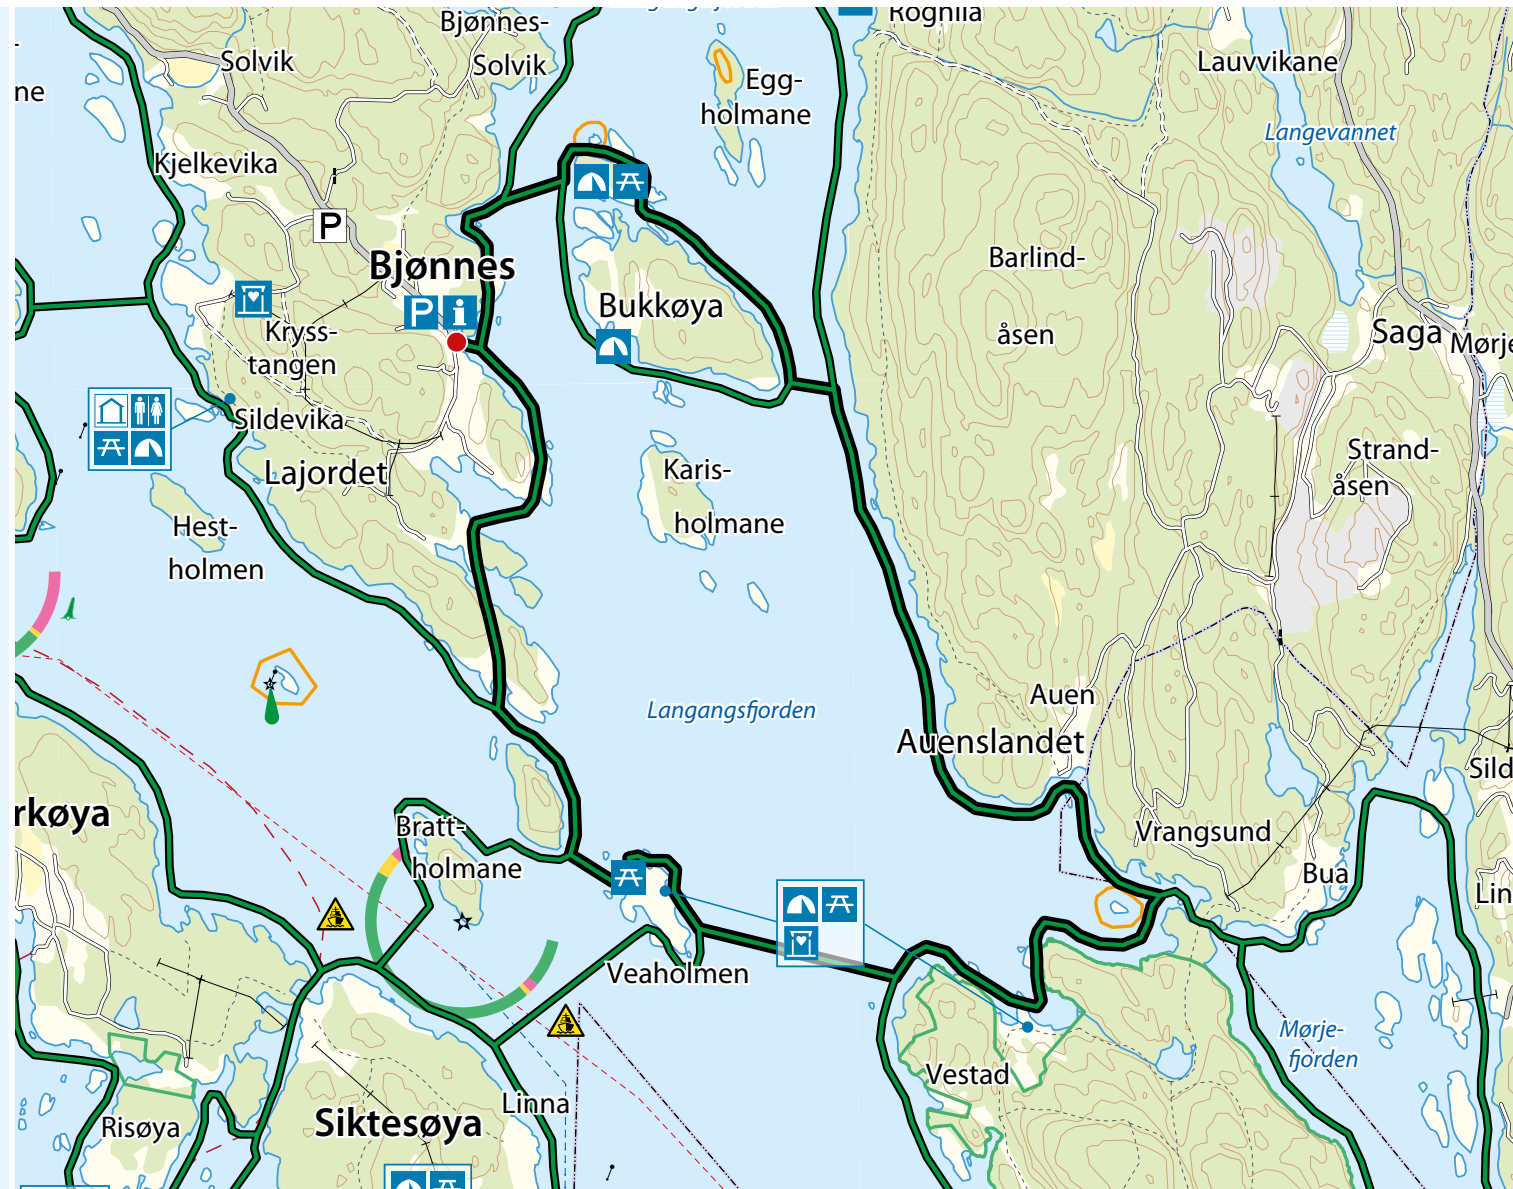 Bjønnes-
Solvik
Solvik
Egg-
holmane
Lauvvikane
ne
Langevannet
Kjelkevika
P
Bjønnes
P i
Barlind-
åsen
Bukkøya
Kryss-
tangen
Saga
Mørje
Sildevika
Lajordet
Karis-
holmane
Strand-
åsen
Hest-
holmen
Langangsfjorden
Auen
Auenslandet
Sild
rkøya
Bratt-
holmane
Vrangsund
Bua
Lin
Veaholmen
Mørje-
fjorden
Vestad
Linna
Risøya
Siktesøya